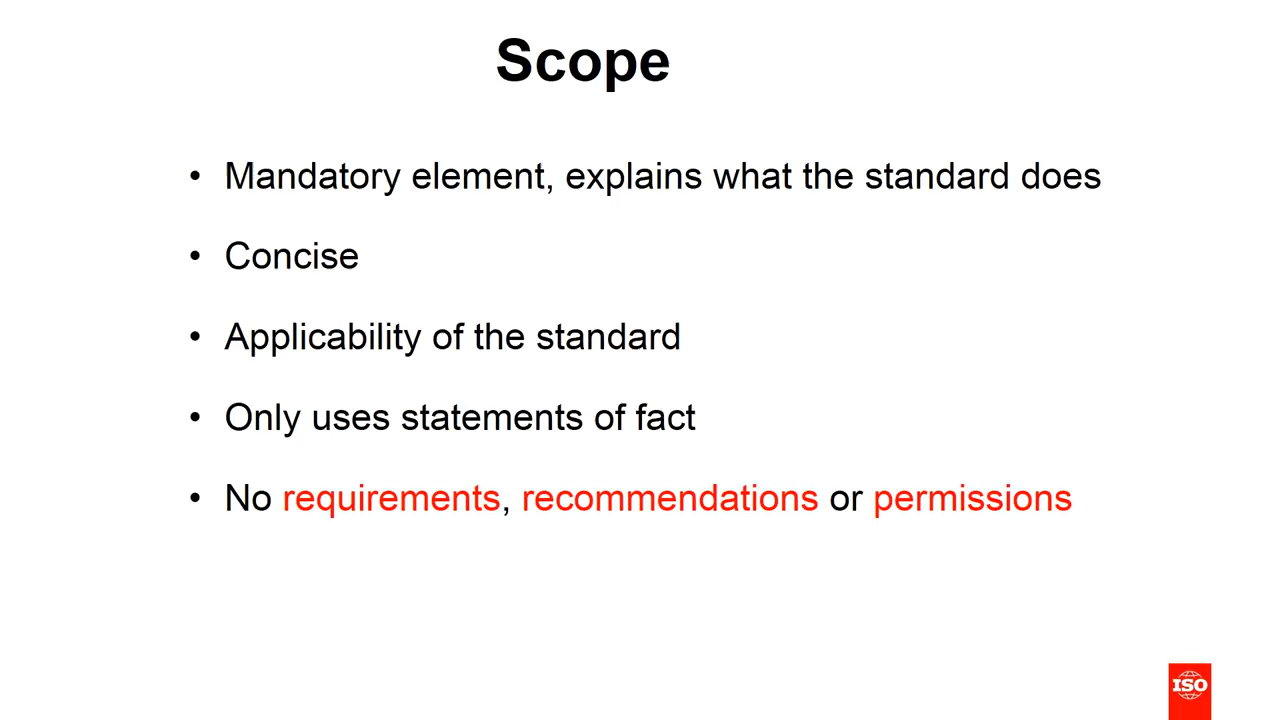 Scope
• Mandatory element, explains what the standard does
• Concise
• Applicability of the standard
• Only uses statements of fact
• No requirements, recommendations or permissions
ISO